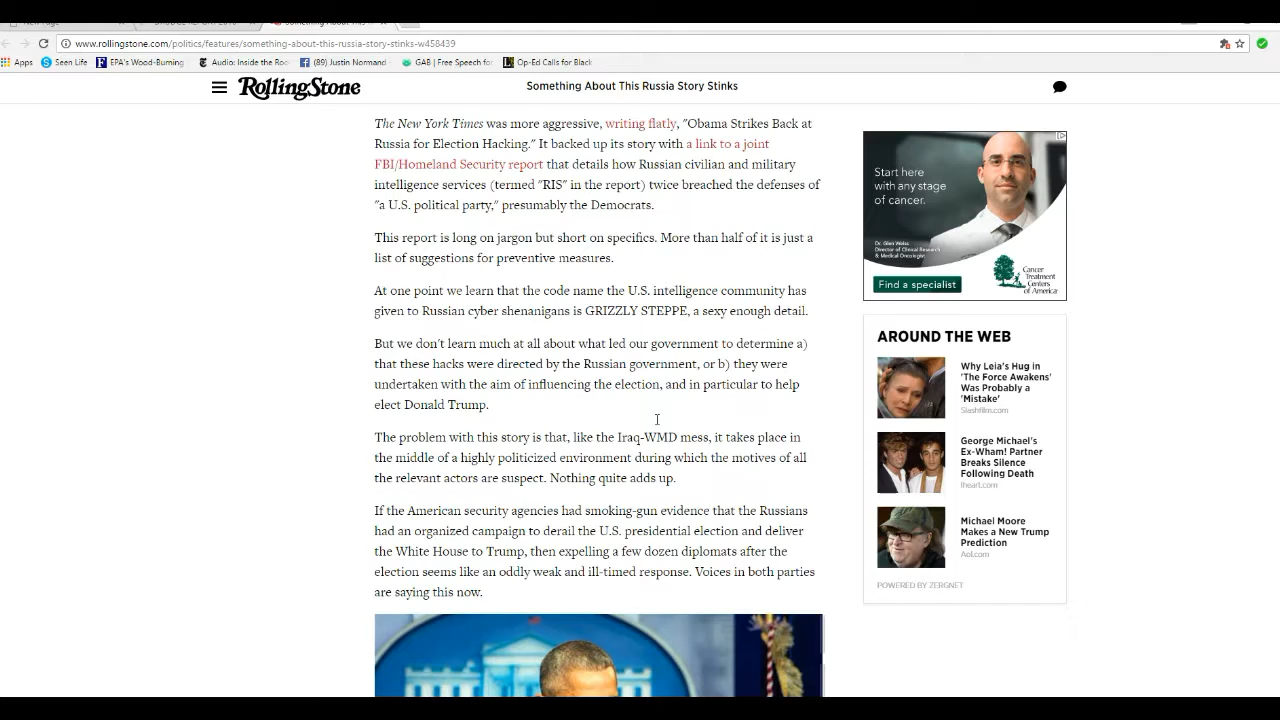 www.rollingstone.com/politics/features/something-about-this-russia-story-stinks-w458439
Apps
Seen Life
EPA's Wood-Burning
Audio: Inside the Roo
(89) Justin Normand
GAB | Free Speech fo
Op-Ed Calls for Black
RollingStone
Something About This Russia Story Stinks
The New York Times was more aggressive, writing flatly, "Obama Strikes Back at
Russia for Election Hacking." It backed up its story with a link to a joint
FBI/Homeland Security report that details how Russian civilian and military
intelligence services (termed "RIS" in the report) twice breached the defenses of
"a U.S. political party," presumably the Democrats.
This report is long on jargon but short on specifics. More than half of it is just a
list of suggestions for preventive measures.
At one point we learn that the code name the U.S. intelligence community has
given to Russian cyber shenanigans is GRIZZLY STEPPE, a sexy enough detail.
But we don't learn much at all about what led our government to determine a)
that these hacks were directed by the Russian government, or b) they were
undertaken with the aim of influencing the election, and in particular to help
elect Donald Trump.
The problem with this story is that, like the Iraq-WMD mess, it takes place in
the middle of a highly politicized environment during which the motives of all
the relevant actors are suspect. Nothing quite adds up.
If the American security agencies had smoking-gun evidence that the Russians
had an organized campaign to derail the U.S. presidential election and deliver
the White House to Trump, then expelling a few dozen diplomats after the
election seems like an oddly weak and ill-timed response. Voices in both parties
are saying this now.
Start here
with any stage
of cancer.
Dr. Glen Weiss
Director of Clinical Research
& Medical Oncologist
Find a specialist
Cancer
Treatment
Centers
of America
AROUND THE WEB
Why Leia's Hug in
'The Force Awakens'
Was Probably a
'Mistake'
Slashfilm.com
George Michael's
Ex-Wham! Partner
Breaks Silence
Following Death
Iheart.com
Michael Moore
Makes a New Trump
Prediction
Aol.com
POWERED BY ZERGNET